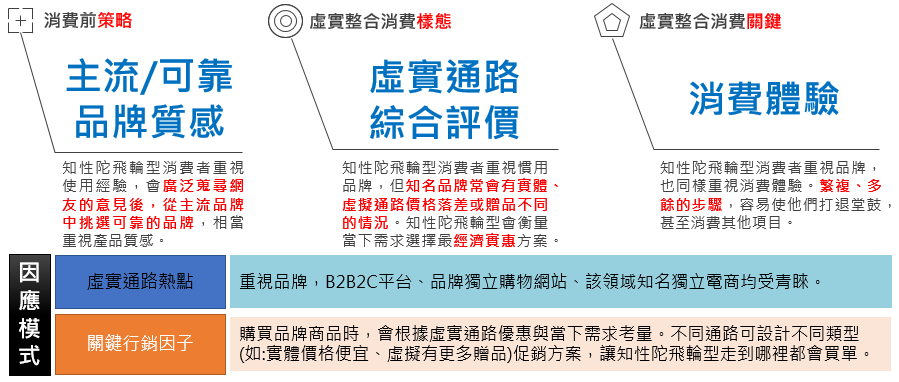 消費前策略
主流/可靠
品牌質感
知性陀飛輪型消費者重視
使用經驗，會廣泛蒐尋網
友的意見後，從主流品牌
中挑選可靠的品牌，相當
重視產品質感。
虛實整合消費樣態
虛實通路
綜合評價
知性陀飛輪型消費者重視慣用
品牌，但知名品牌常會有實體、
虛擬通路價格落差或贈品不同
的情況。知性陀飛輪型會衡量
當下需求選擇最經濟實惠方案。
虛實整合消費關鍵
消費體驗
知性陀飛輪型消費者重視品牌，
也同樣重視消費體驗。繁複、多
餘的步驟，容易使他們打退堂鼓，
甚至消費其他項目。
因應模式
虛實通路熱點
重視品牌，B2B2C平台、品牌獨立購物網站、該領域知名獨立電商均受青睞。
關鍵行銷因子
購買品牌商品時，會根據虛實通路優惠與當下需求考量。不同通路可設計不同類型
(如:實體價格便宜、虛擬有更多贈品)促銷方案，讓知性陀飛輪型走到哪裡都會買單。